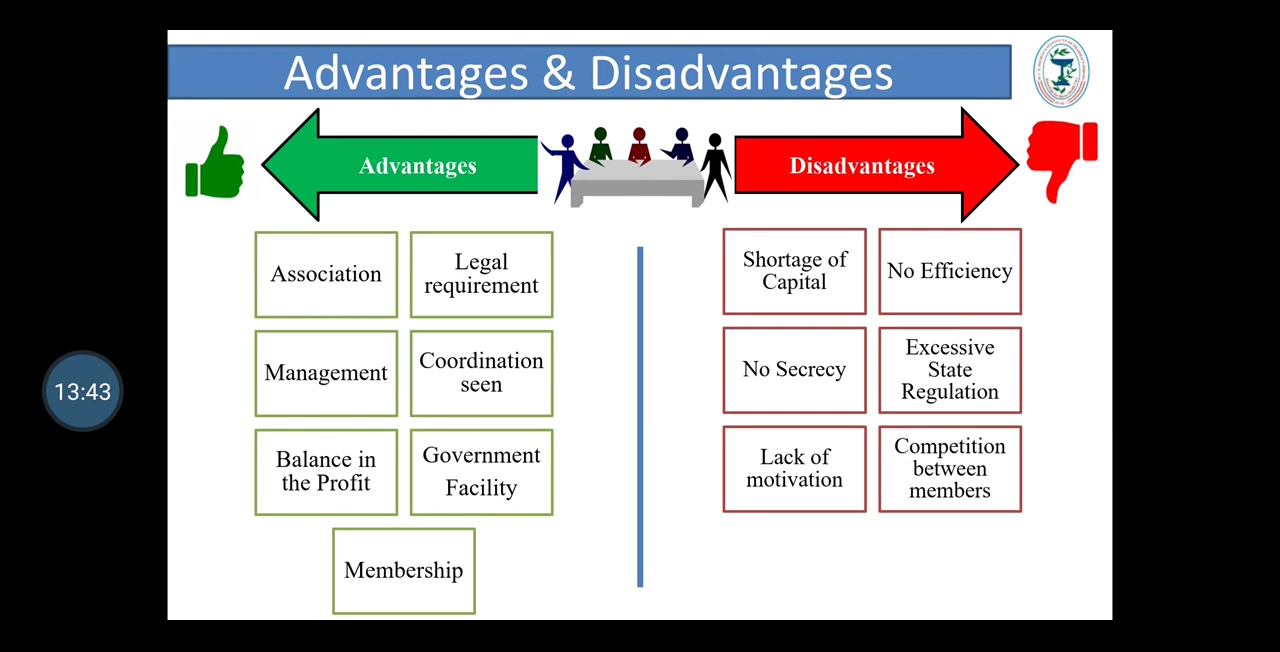 Advantages & Disadvantages
Advantages
Disadvantages
Association
Legal
requirement
Management
Coordination
seen
Balance in
the Profit
Government
Facility
Membership
Shortage of
Capital
No Efficiency
No Secrecy
Excessive
State
Regulation
Lack of
motivation
Competition
between
members
13:43